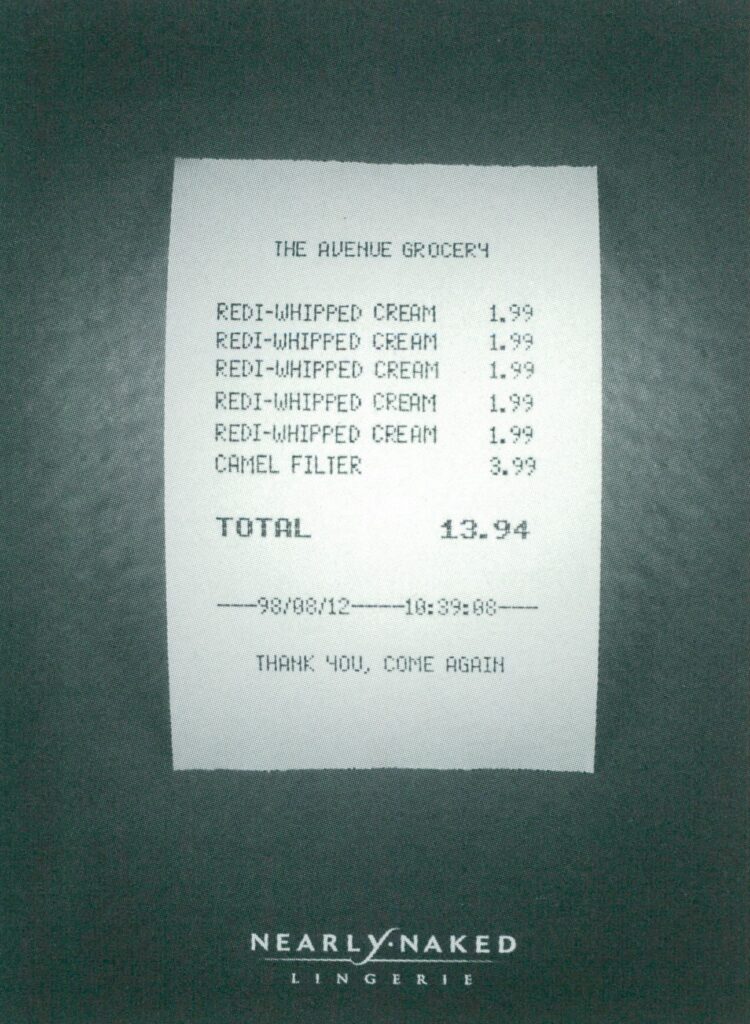 THE AVENUE GROCERY
REDI-WHIPPED CREAM 1.99
REDI-WHIPPED CREAM 1.99
REDI-WHIPPED CREAM 1.99
REDI-WHIPPED CREAM 1.99
REDI-WHIPPED CREAM 1.99
CAMEL FILTER 3.99
TOTAL 13.94
---98/08/12----10:39:08---
THANK YOU, COME AGAIN
NEARLY·NAKED
LINGERIE